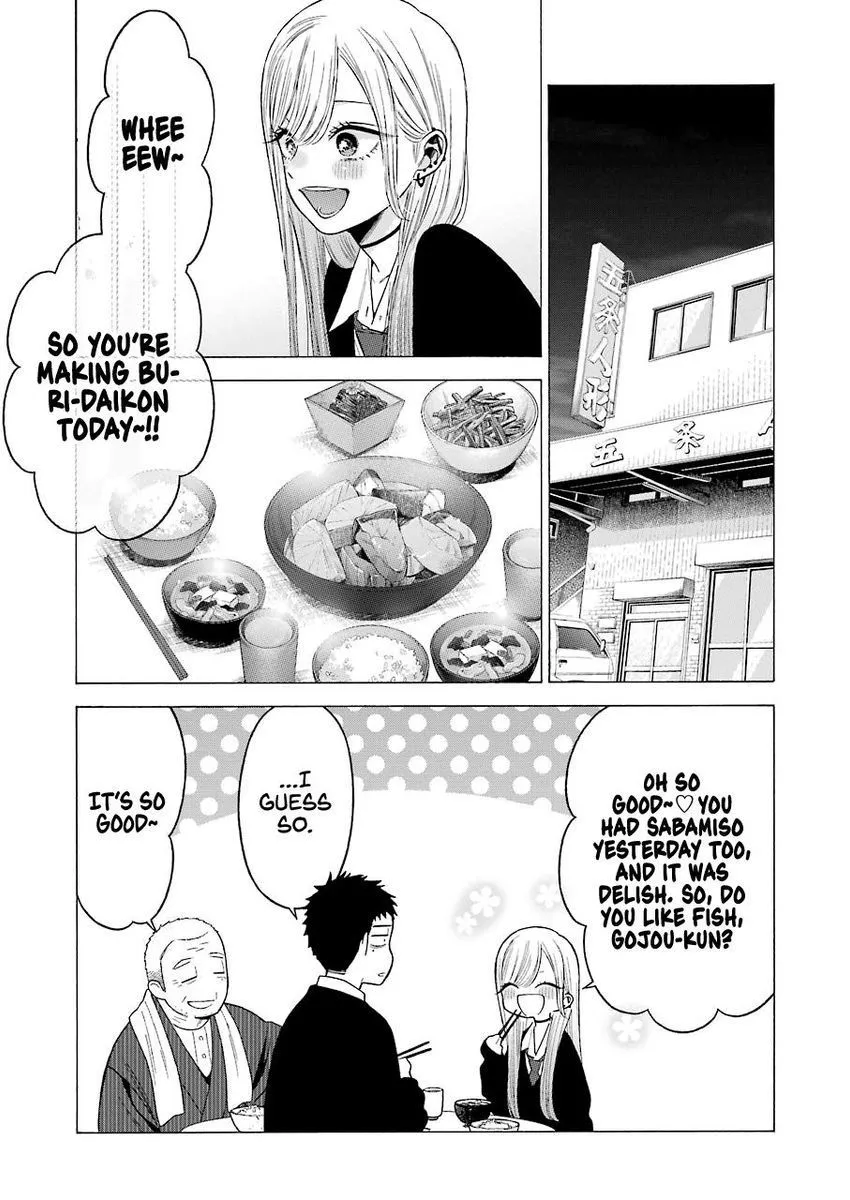 五条人形
五条人
WHEE
EEW~
SO YOU'RE
MAKING BU-
RI-DAIKON
TODAY~!!
OH SO
GOOD~♡YOU
HAD SABAMISO
YESTERDAY TOO,
AND IT WAS
DELISH. SO, DO
YOU LIKE FISH,
GOJOU-KUN?
...I
GUESS
SO.
IT'S SO
GOOD~